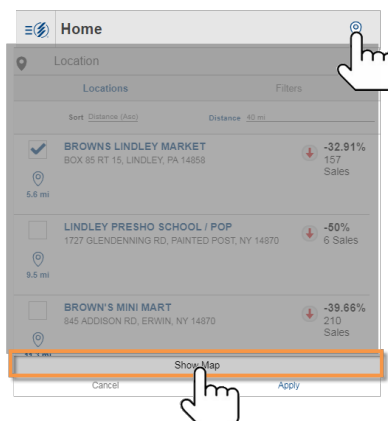 Home
Location
Locations Filters
Sort Distance (Asc) Distance 40 mi
BROWNS LINDLEY MARKET
BOX 85 RT 15, LINDLEY, PA 14858
-32.91%
157
Sales
5.6 mi
LINDLEY PRESHO SCHOOL / POP
1727 GLENDENNING RD, PAINTED POST, NY 14870
-50%
6 Sales
9.5 mi
BROWN'S MINI MART
845 ADDISON RD, ERWIN, NY 14870
-39.66%
210
Sales
mi
Show Map
Cancel Apply